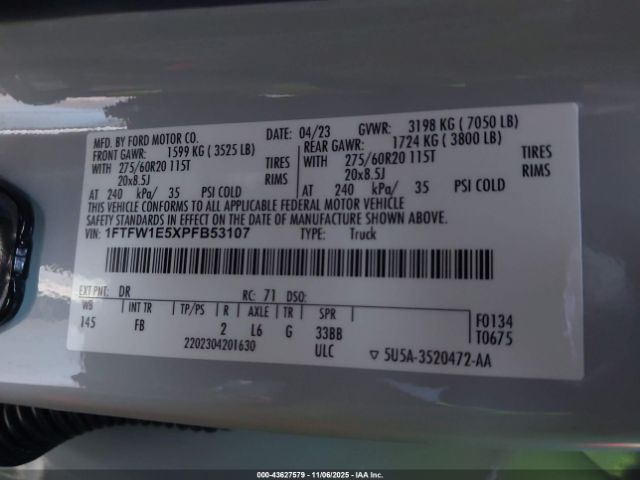 MFD. BY FORD MOTOR CO. 04/23 GVWR: 3198 KG ( 7050 LB)
FRONT GAWR: 1599 KG ( 3525 LB) REAR GAWR: 1724 KG ( 3800 LB)
WITH 275/60R20 115T TIRES WITH 275/60R20 115T TIRES
20x8.5J RIMS 20x8.5J RIMS
AT 240 kPa/ 35 PSI COLD AT 240 kPa/ 35 PSI COLD
THIS VEHICLE CONFORMS TO ALL APPLICABLE FEDERAL MOTOR VEHICLE
SAFETY STANDARDS IN EFFECT ON THE DATE OF MANUFACTURE SHOWN ABOVE.
VIN: 1FTFW1E5XPFB53107 TYPE: Truck
EXT PNT: DR RC: 71 DSO:
WB INT TR TP/PS R AXLE TR SPR
145 FB 2 L6 G 33BB
2202304201630 ULC
F0134
T0675
5U5A-3520472-AA
000-43627579 - 11/06/2025 - IAA Inc.